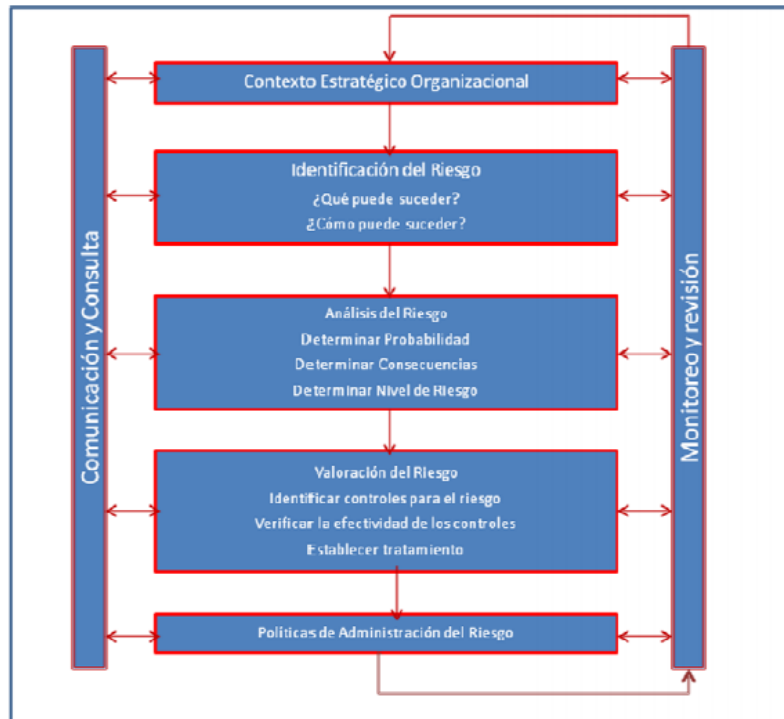 Contexto Estratégico Organizacional
Identificación del Riesgo
¿Qué puede suceder?
¿Cómo puede suceder?
Análisis del Riesgo
Determinar Probabilidad
Determinar Consecuencias
Determinar Nivel de Riesgo
Valoración del Riesgo
Identificar controles para el riesgo
Verificar la efectividad de los controles
Establecer tratamiento
Políticas de Administración del Riesgo
Comunicación y Consulta
Monitoreo y revisión